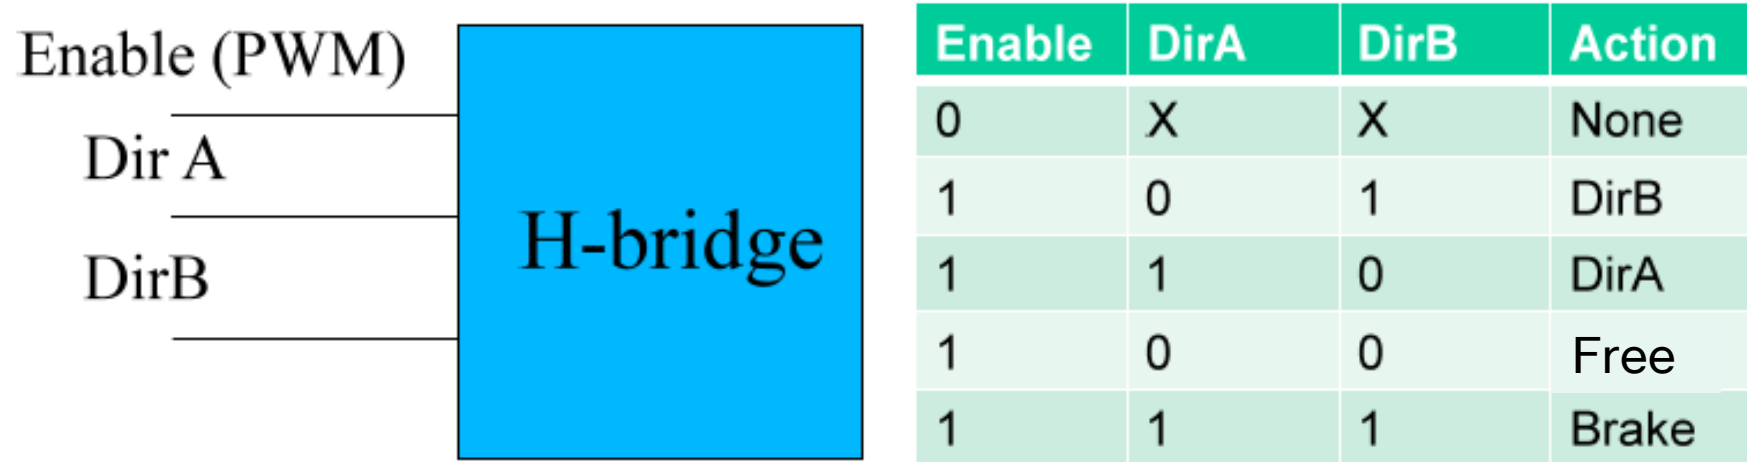 Enable (PWM)
Dir A
DirB
H-bridge
Enable DirA DirB Action
0 X X None
1 0 1 DirB
1 1 0 DirA
1 0 0 Free
1 1 1 Brake